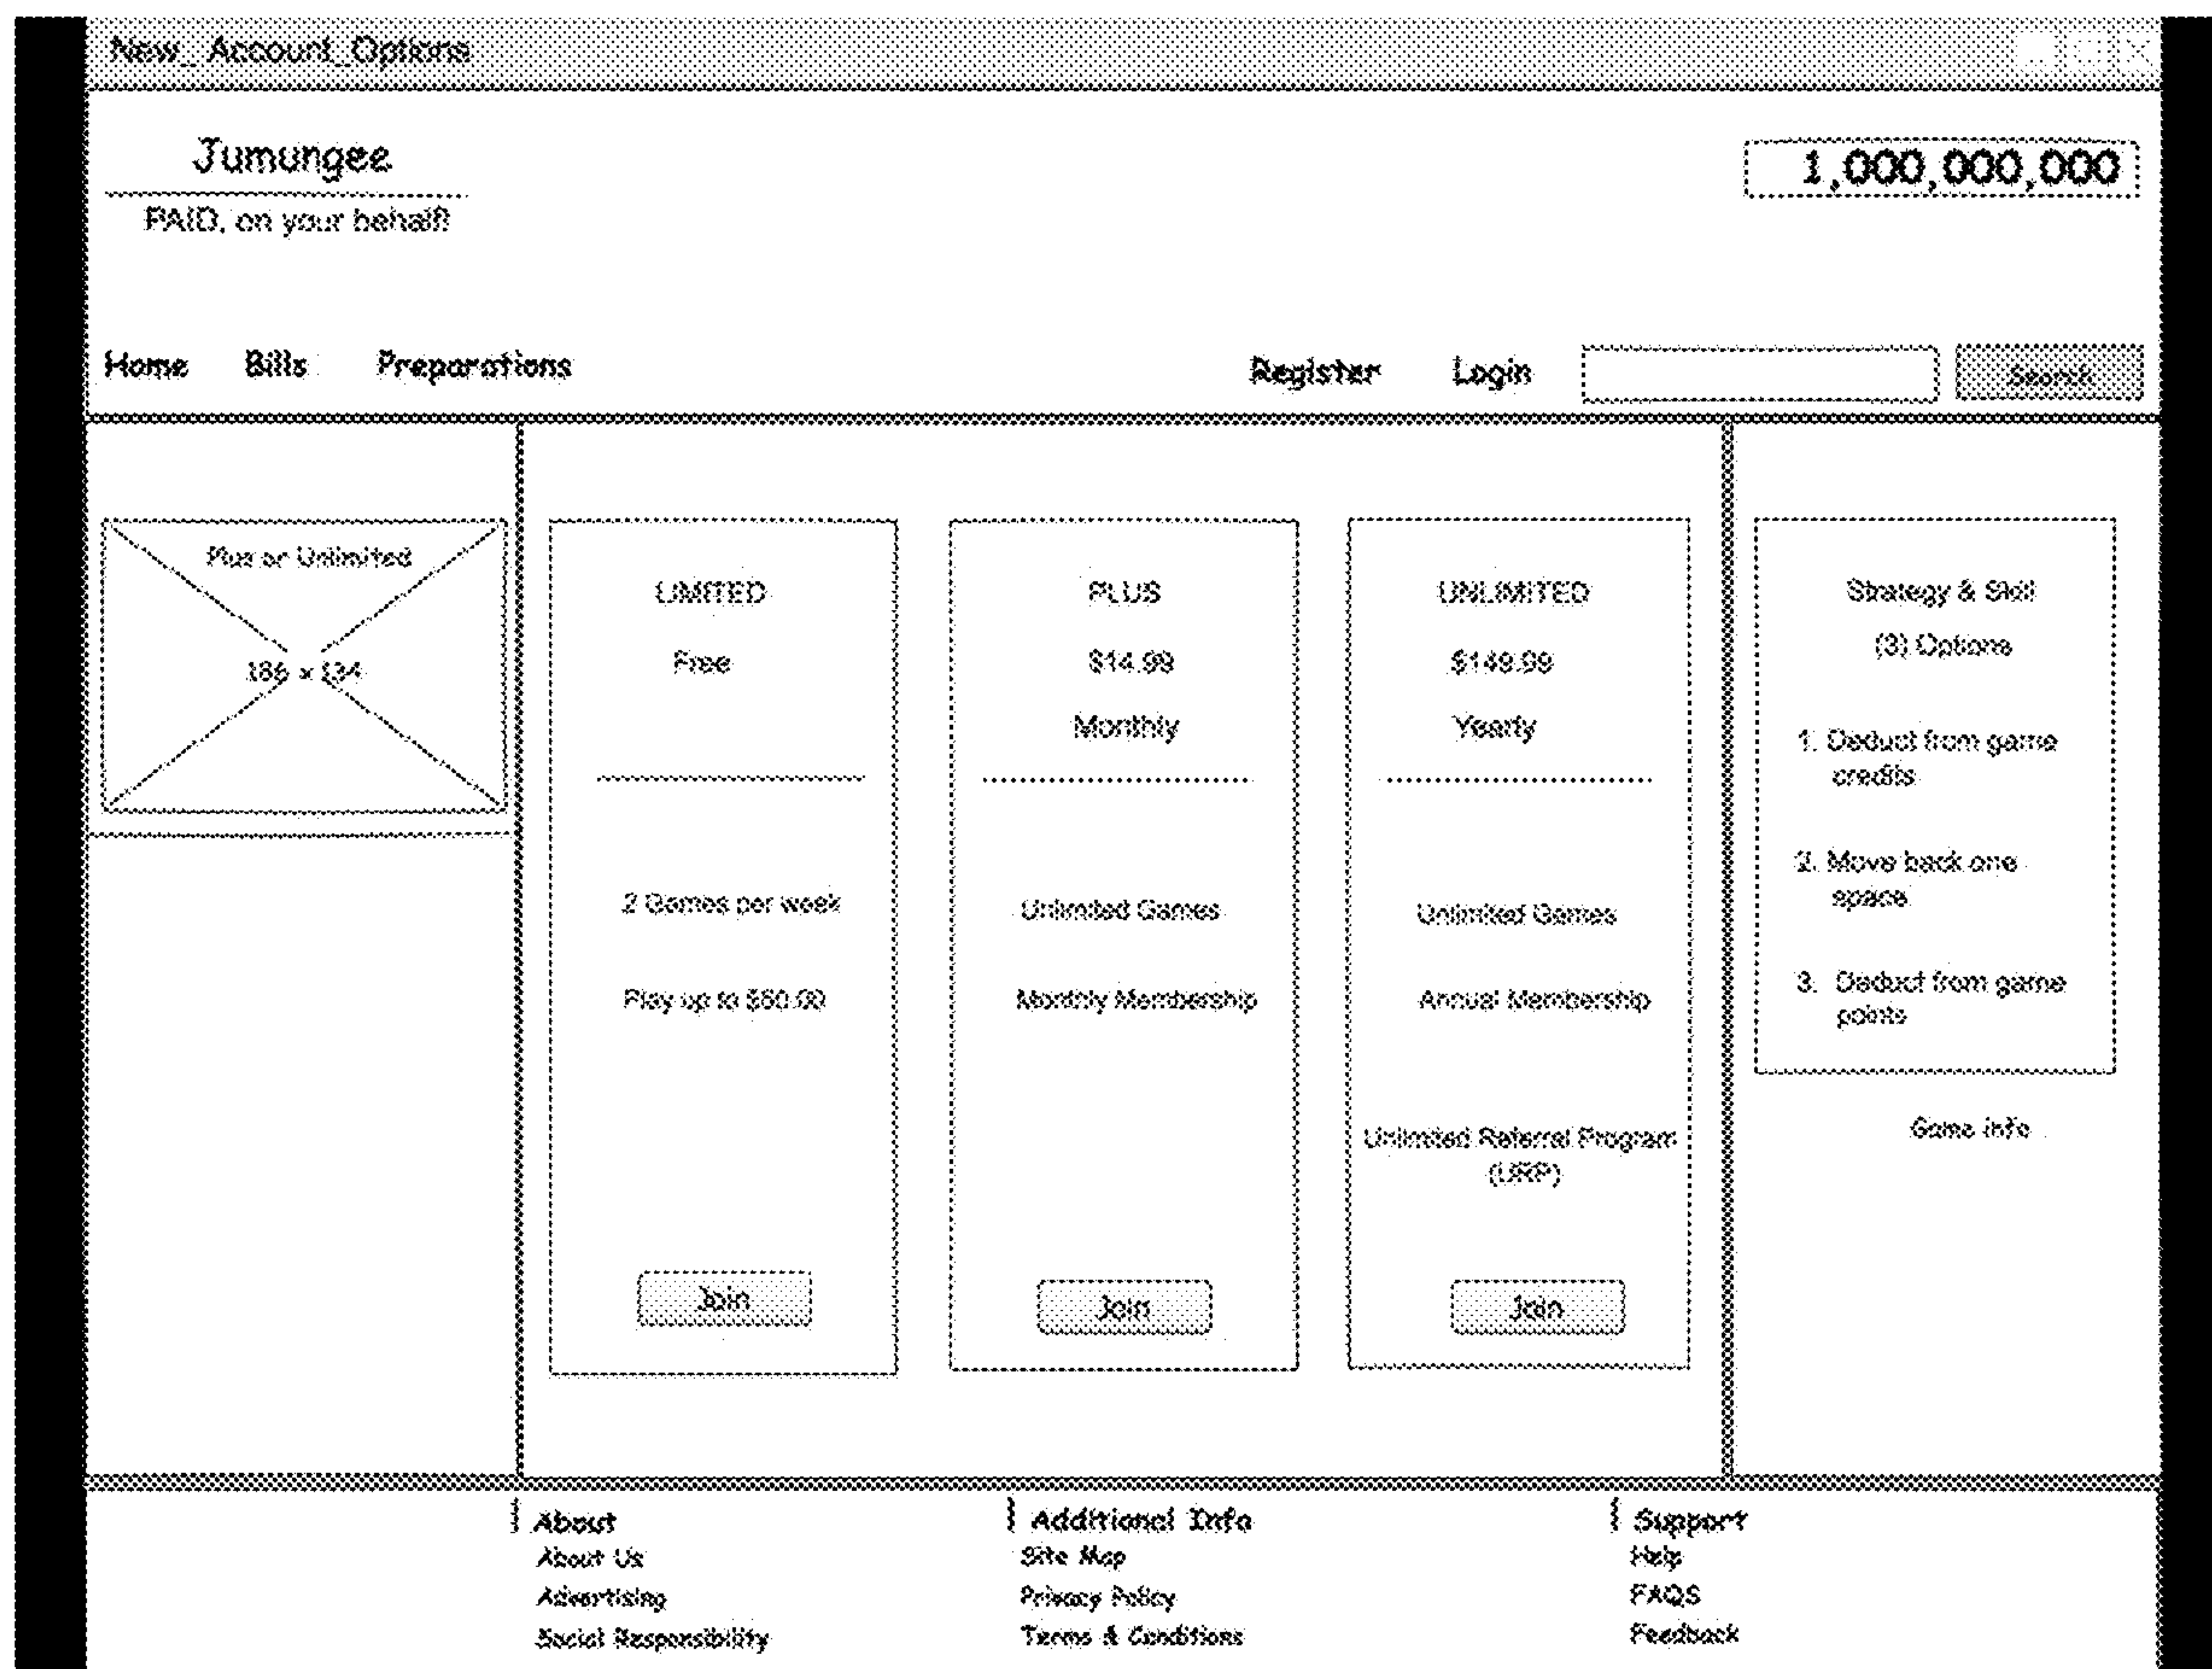 New_ Account_Options
Jumungee
1,000,000,000
PAID, on your behalf!
Home Bills Preparations Register Login Search
Plus or Unlimited
186 x 134
LIMITED
Free
2 Games per week
Play up to $50.00
Join
PLUS
$14.99
Monthly
Unlimited Games
Monthly Membership
Join
UNLIMITED
$149.99
Yearly
Unlimited Games
Annual Membership
Unlimited Referral Program
(URP)
Join
Strategy & Skill
(3) Options
1. Deduct from game
credits
2. Move back one
space
3. Deduct from game
points
Game info
About
About Us
Advertising
Social Responsibility
Additional Info
Site Map
Privacy Policy
Terms & Conditions
Support
Help
FAQS
Feedback